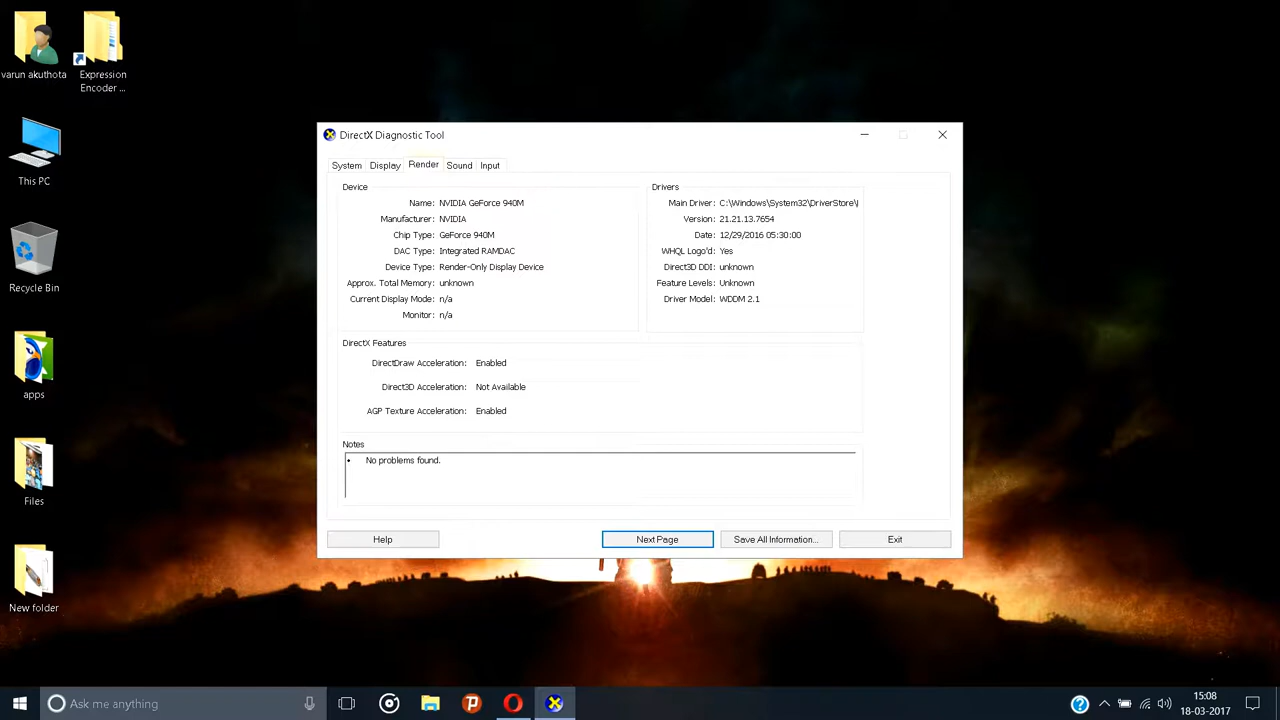 varun akuthota
Expression
Encoder ...
This PC
Recycle Bin
apps
Files
New folder
DirectX Diagnostic Tool
System
Display
Render
Sound
Input
Device
Name: NVIDIA GeForce 940M
Manufacturer: NVIDIA
Chip Type: GeForce 940M
DAC Type: Integrated RAMDAC
Device Type: Render-Only Display Device
Approx. Total Memory: unknown
Current Display Mode: n/a
Monitor: n/a
Drivers
Main Driver: C:\Windows\System32\DriverStore\
Version: 21.21.13.7654
Date: 12/29/2016 05:30:00
WHQL Logo'd: Yes
Direct3D DDI: unknown
Feature Levels: Unknown
Driver Model: WDDM 2.1
DirectX Features
DirectDraw Acceleration: Enabled
Direct3D Acceleration: Not Available
AGP Texture Acceleration: Enabled
Notes
• No problems found.
Help
Next Page
Save All Information...
Exit
Ask me anything
15:08
18-03-2017